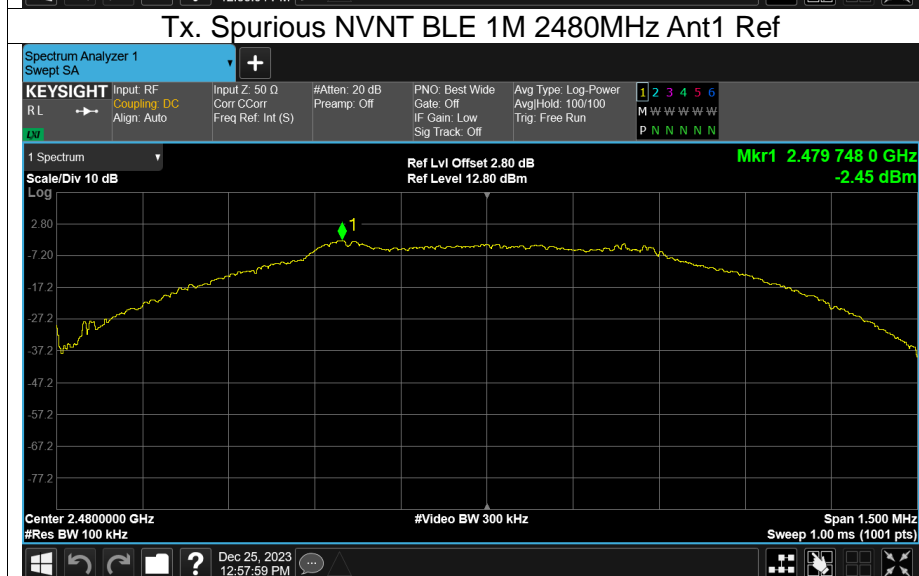 Tx. Spurious NVNT BLE 1M 2480MHz Ant1 Ref
Spectrum Analyzer 1
Swept SA
+
KEYSIGHT
R L
LXI
Input: RF
Coupling: DC
Align: Auto
Input Z: 50 Ω
Corr CCorr
Freq Ref: Int (S)
#Atten: 20 dB
Preamp: Off
PNO: Best Wide
Gate: Off
IF Gain: Low
Sig Track: Off
Avg Type: Log-Power
Avg|Hold: 100/100
Trig: Free Run
1 2 3 4 5 6
M W W W W W
P N N N N N
1 Spectrum
Scale/Div 10 dB
Ref Lvl Offset 2.80 dB
Ref Level 12.80 dBm
Mkr1 2.479 748 0 GHz
-2.45 dBm
Log
1
2.80
-7.20
-17.2
-27.2
-37.2
-47.2
-57.2
-67.2
-77.2
Center 2.4800000 GHz
#Video BW 300 kHz
Span 1.500 MHz
#Res BW 100 kHz
Sweep 1.00 ms (1001 pts)
?
Dec 25, 2023
12:57:59 PM